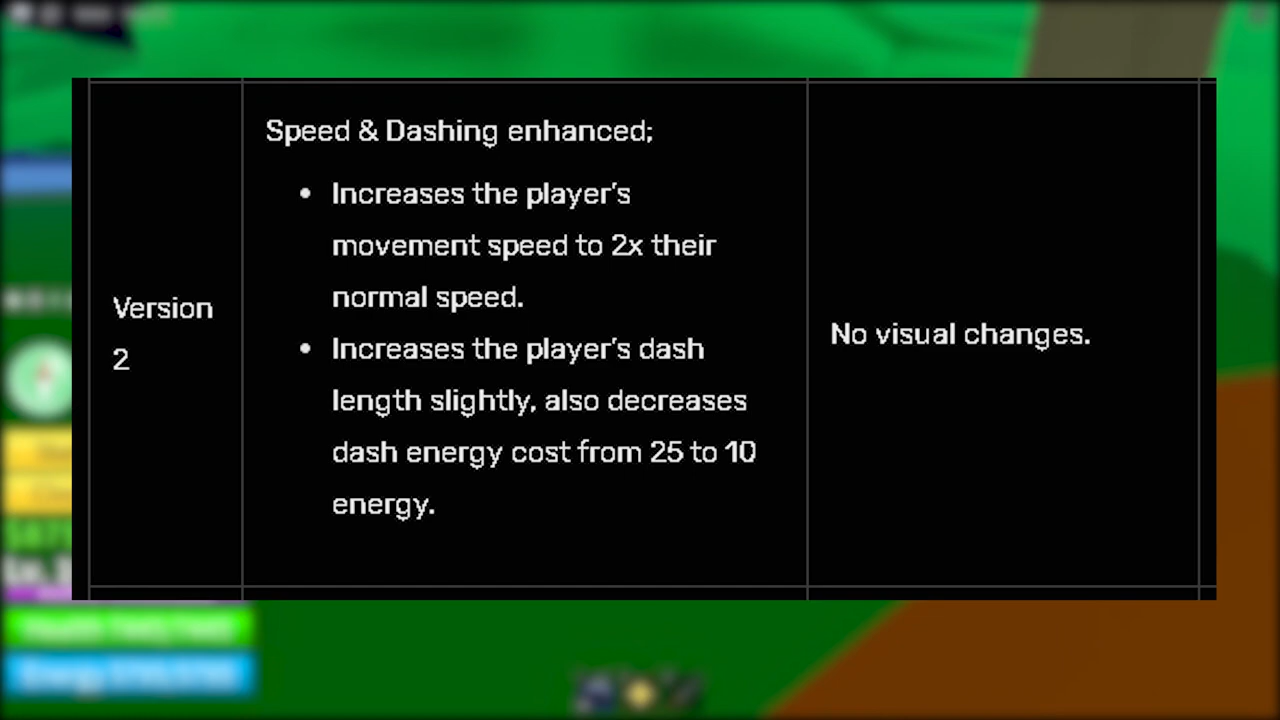 Speed & Dashing enhanced;
• Increases the player's
movement speed to 2x their
normal speed.
• Increases the player's dash
length slightly, also decreases
dash energy cost from 25 to 10
energy.
Version
2
No visual changes.